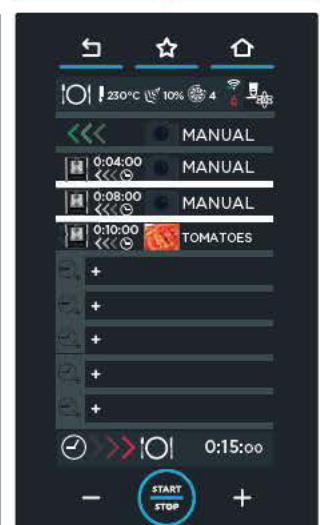 230°C 10% 4
MANUAL
0:04:00 MANUAL
0:08:00 MANUAL
0:10:00 TOMATOES
+
+
+
+
+
0:15:00
START
STOP
− +